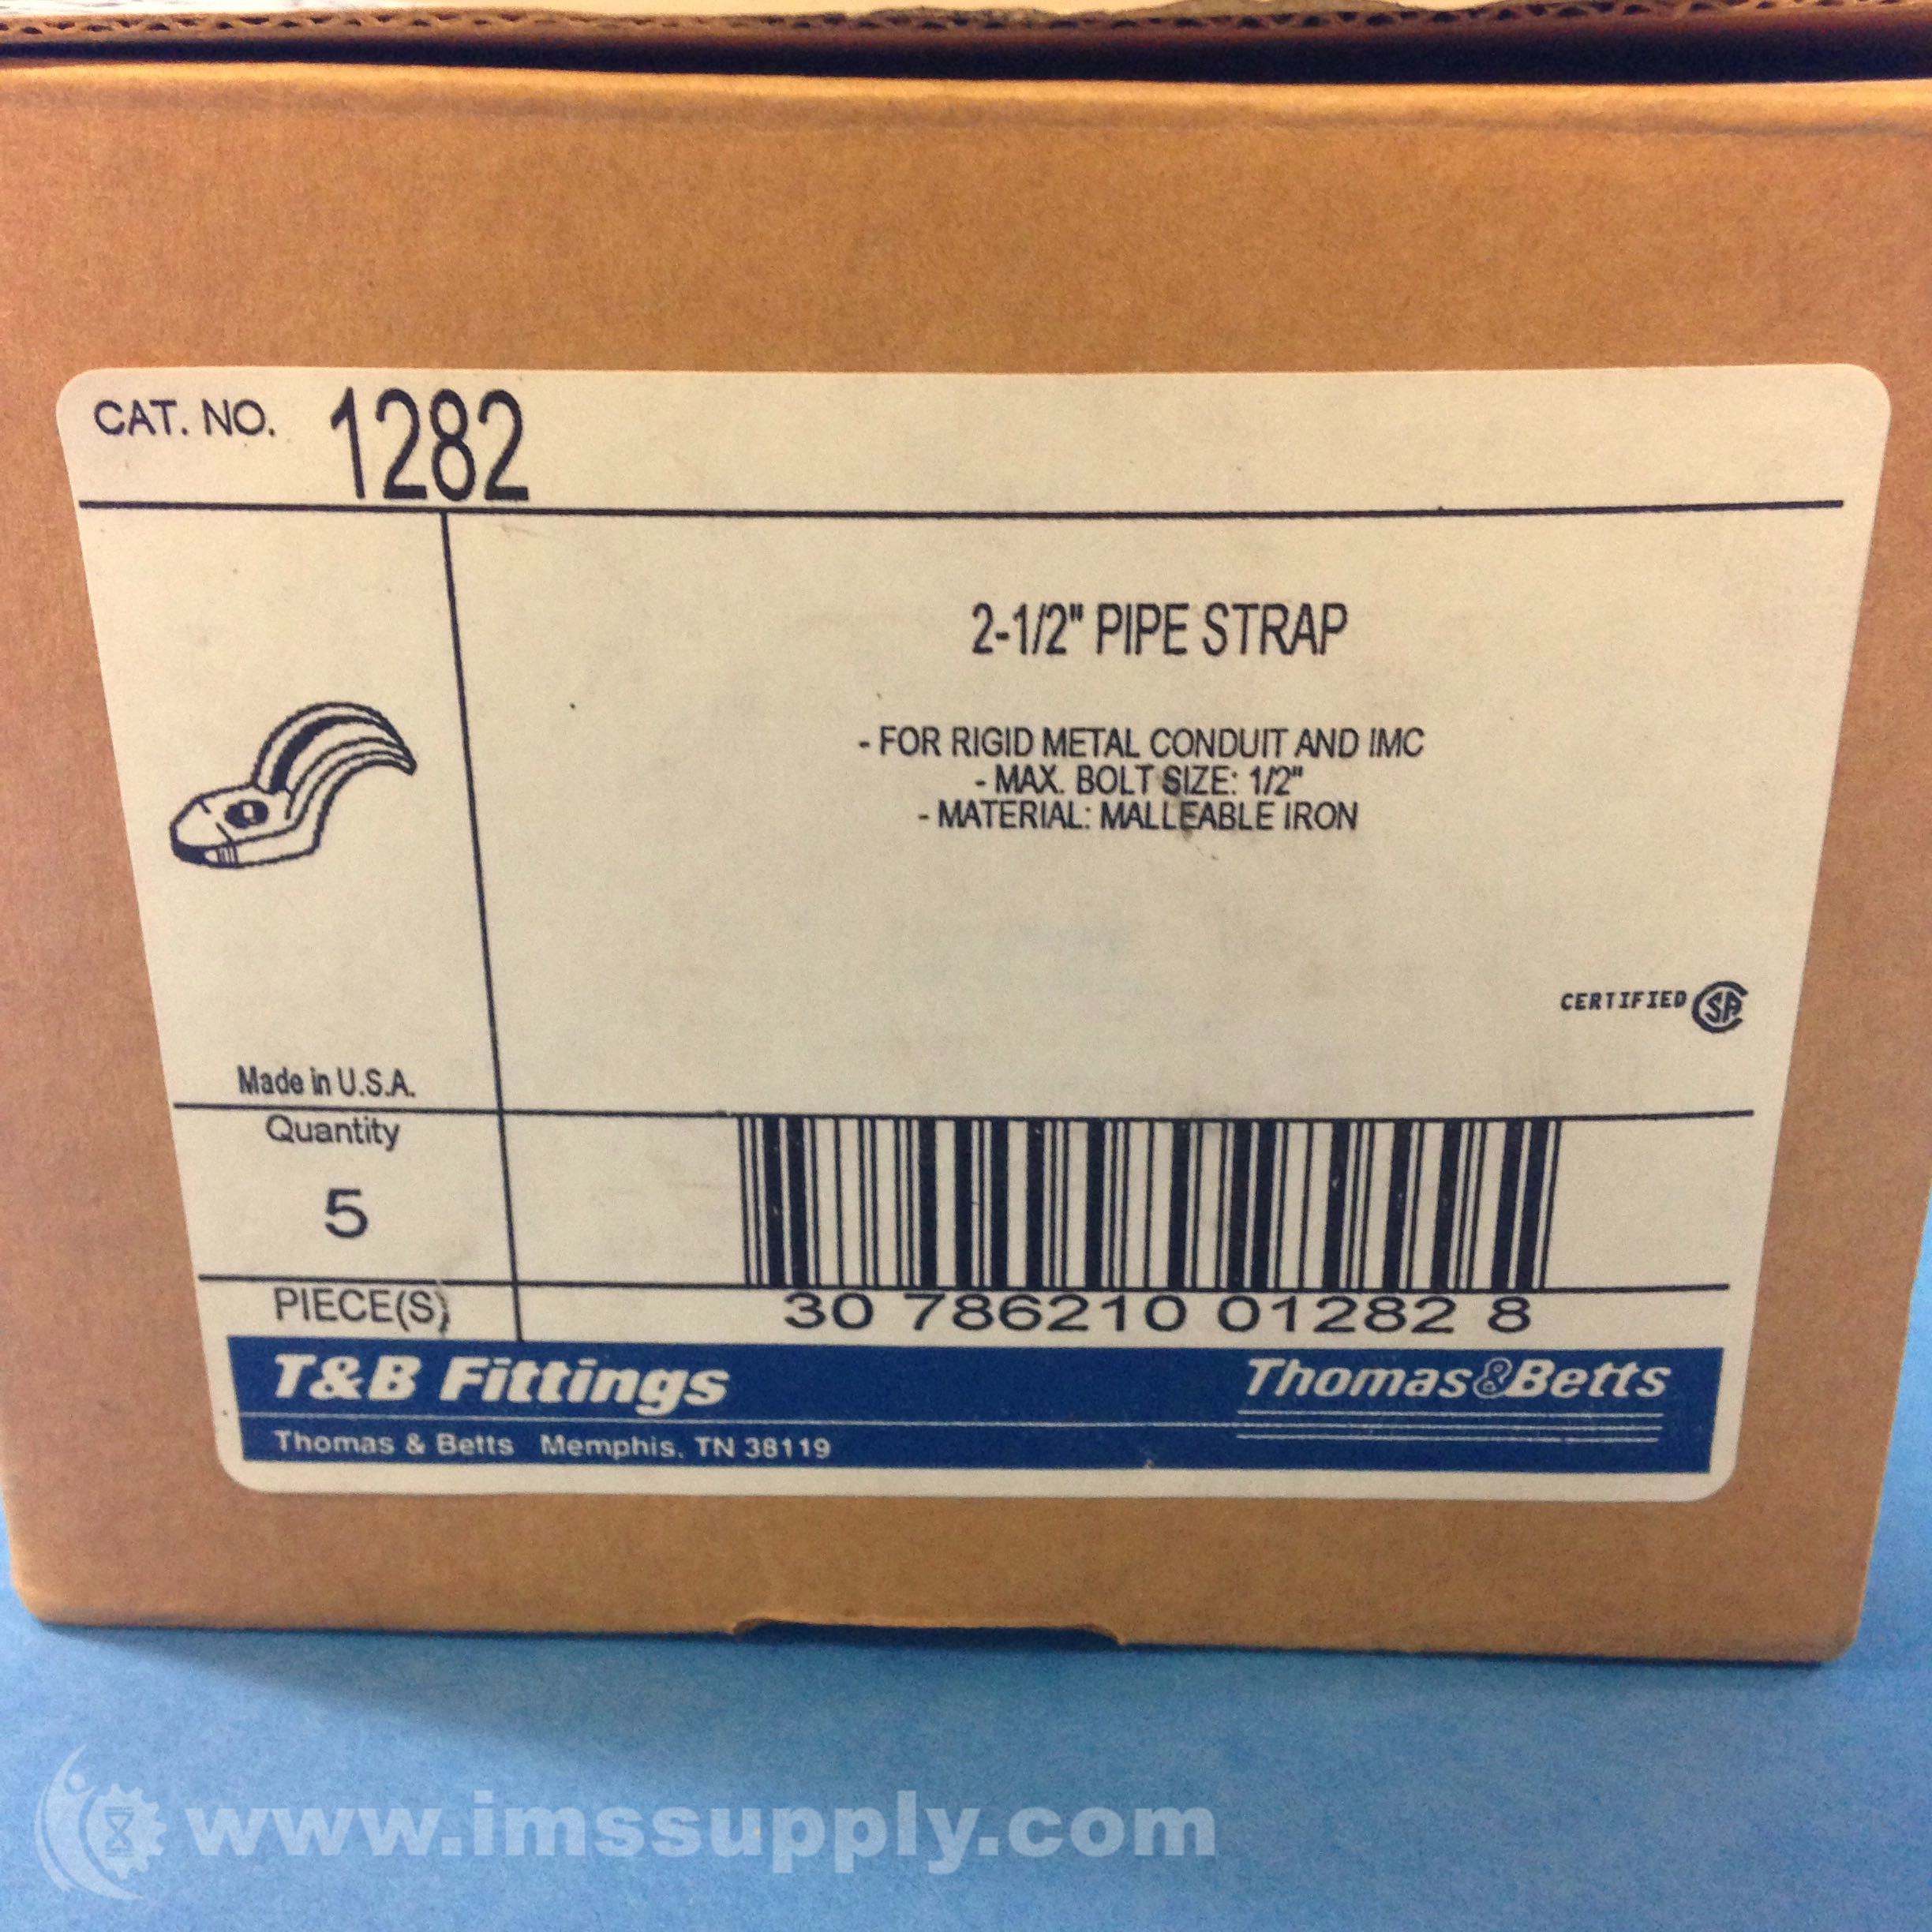 CAT. NO. 1282
2-1/2" PIPE STRAP
- FOR RIGID METAL CONDUIT AND IMC
- MAX. BOLT SIZE: 1/2"
- MATERIAL: MALLEABLE IRON
CERTIFIED SA
Made in U.S.A.
Quantity
5
PIECE(S)
30 786210 01282 8
T&B Fittings
Thomas&Betts
Thomas & Betts Memphis, TN 38119
www.imssupply.com